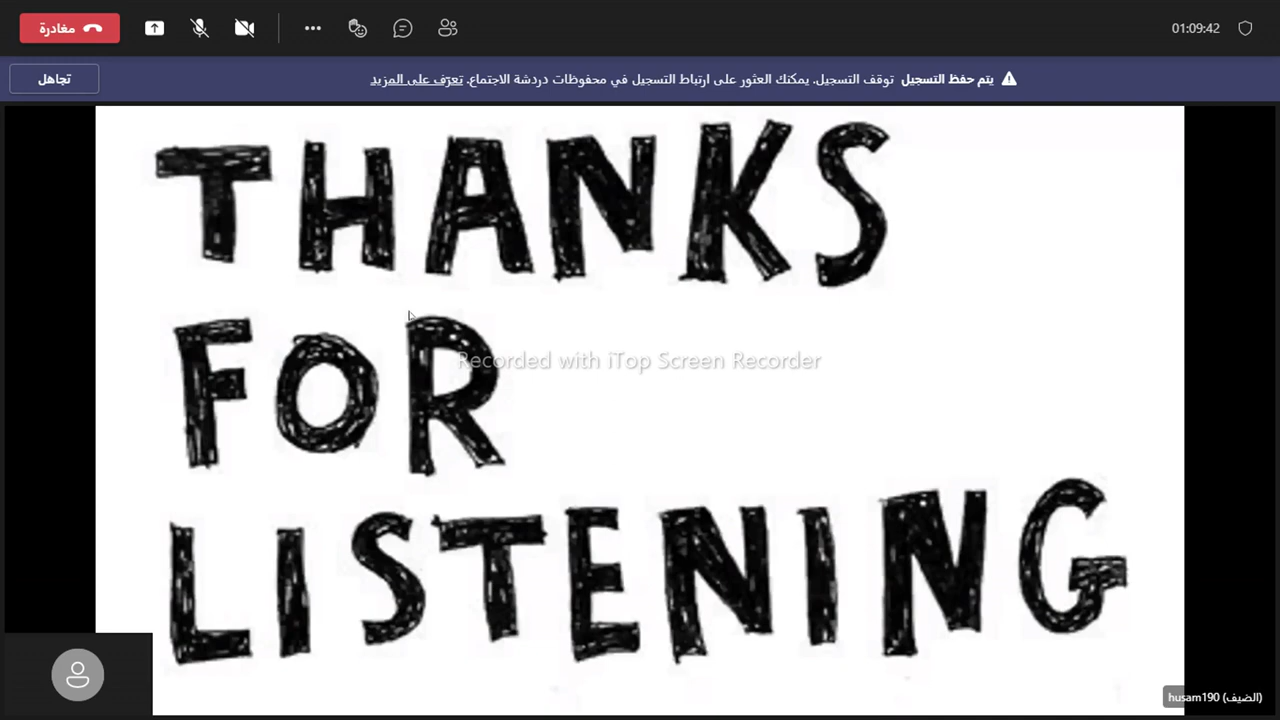 مغادرة
01:09:42
يتم حفظ التسجيل توقف التسجيل. يمكنك العثور على ارتباط التسجيل في محفوظات دردشة الاجتماع. تعرّف على المزيد
تجاهل
THANKS
FOR
Recorded with iTop Screen Recorder
LISTENING
husam190 (الضيف)